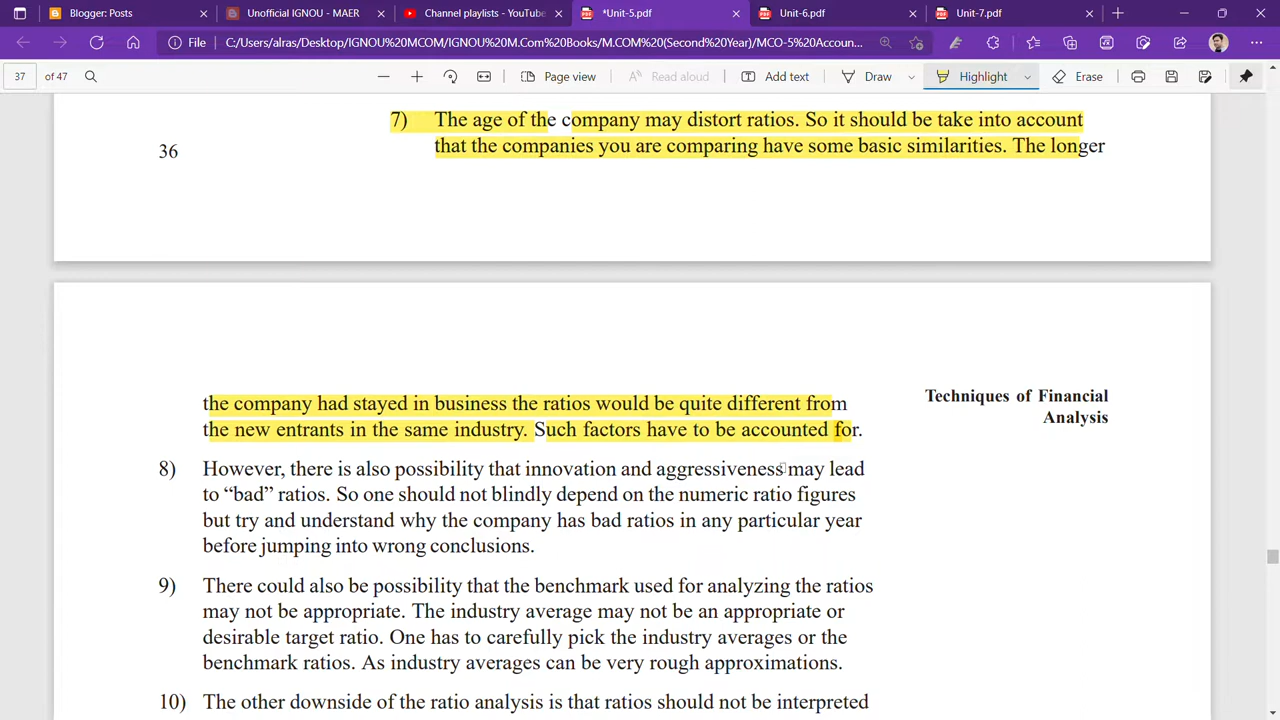 Blogger: Posts
Unofficial IGNOU - MAER
Channel playlists - YouTube
*Unit-5.pdf
Unit-6.pdf
Unit-7.pdf
File
C:/Users/alras/Desktop/IGNOU%20MCOM/IGNOU%20M.Com%20Books/M.COM%20(Second%20Year)/MCO-5%20Accoun...
37 of 47
Page view
Read aloud
Add text
Draw
Highlight
Erase
7) The age of the company may distort ratios. So it should be take into account
that the companies you are comparing have some basic similarities. The longer
36
the company had stayed in business the ratios would be quite different from
the new entrants in the same industry. Such factors have to be accounted for.
Techniques of Financial
Analysis
8) However, there is also possibility that innovation and aggressiveness may lead
to “bad” ratios. So one should not blindly depend on the numeric ratio figures
but try and understand why the company has bad ratios in any particular year
before jumping into wrong conclusions.
9) There could also be possibility that the benchmark used for analyzing the ratios
may not be appropriate. The industry average may not be an appropriate or
desirable target ratio. One has to carefully pick the industry averages or the
benchmark ratios. As industry averages can be very rough approximations.
10) The other downside of the ratio analysis is that ratios should not be interpreted